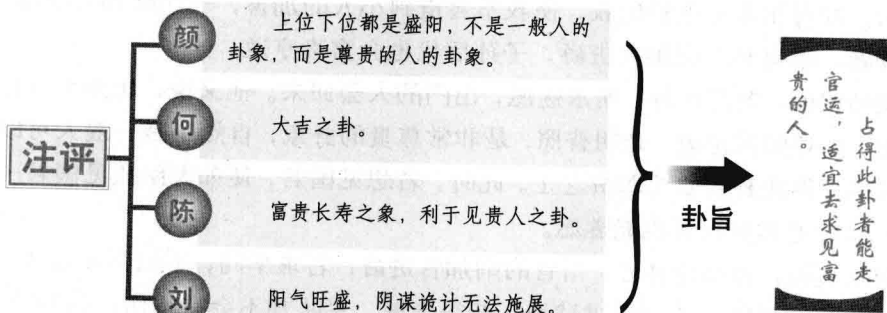 注评
颜
上位下位都是盛阳，不是一般人的
卦象，而是尊贵的人的卦象。
何
大吉之卦。
陈
富贵长寿之象，利于见贵人之卦。
刘
阳气旺盛，阴谋诡计无法施展。
卦旨
占得此卦者能走
官运，适宜去求见富
贵的人。